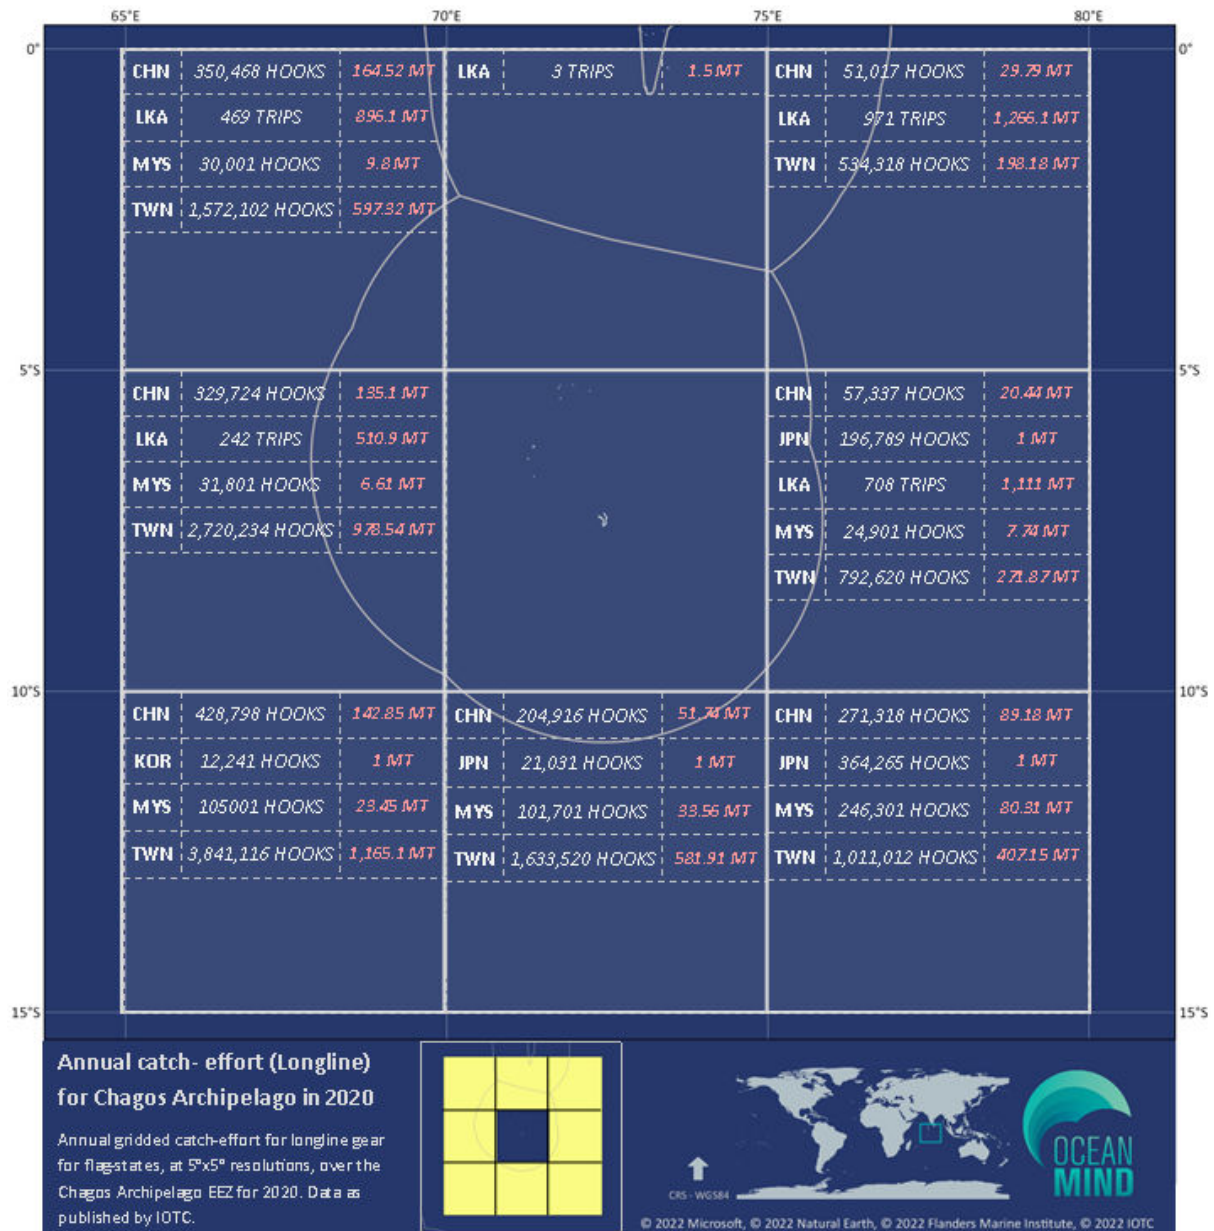 65°E 70°E 75°E 80°E
0° 0°
CHN 350,468 HOOKS 164.52 MT
LKA 469 TRIPS 896.1 MT
MYS 30,001 HOOKS 9.8 MT
TWN 1,572,102 HOOKS 597.32 MT
LKA 3 TRIPS 1.5 MT
CHN 51,017 HOOKS 29.79 MT
LKA 971 TRIPS 1,266.1 MT
TWN 534,318 HOOKS 198.18 MT
5°S 5°S
CHN 329,724 HOOKS 135.1 MT
LKA 242 TRIPS 510.9 MT
MYS 31,801 HOOKS 6.61 MT
TWN 2,720,234 HOOKS 978.54 MT
CHN 57,337 HOOKS 20.44 MT
JPN 196,789 HOOKS 1 MT
LKA 708 TRIPS 1,111 MT
MYS 24,901 HOOKS 7.74 MT
TWN 792,620 HOOKS 271.87 MT
10°S 10°S
CHN 428,798 HOOKS 142.85 MT
KOR 12,241 HOOKS 1 MT
MYS 105001 HOOKS 23.45 MT
TWN 3,841,116 HOOKS 1,165.1 MT
CHN 204,916 HOOKS 51.74 MT
JPN 21,031 HOOKS 1 MT
MYS 101,701 HOOKS 33.56 MT
TWN 1,633,520 HOOKS 581.91 MT
CHN 271,318 HOOKS 89.18 MT
JPN 364,265 HOOKS 1 MT
MYS 246,301 HOOKS 80.31 MT
TWN 1,011,012 HOOKS 407.15 MT
15°S 15°S
Annual catch- effort (Longline)
for Chagos Archipelago in 2020
Annual gridded catch-effort for longline gear
for flag-states, at 5°x5° resolutions, over the
Chagos Archipelago EEZ for 2020. Data as
published by IOTC.
CRS - WGS84
OCEAN
MIND
© 2022 Microsoft, © 2022 Natural Earth, © 2022 Flanders Marine Institute, © 2022 IOTC